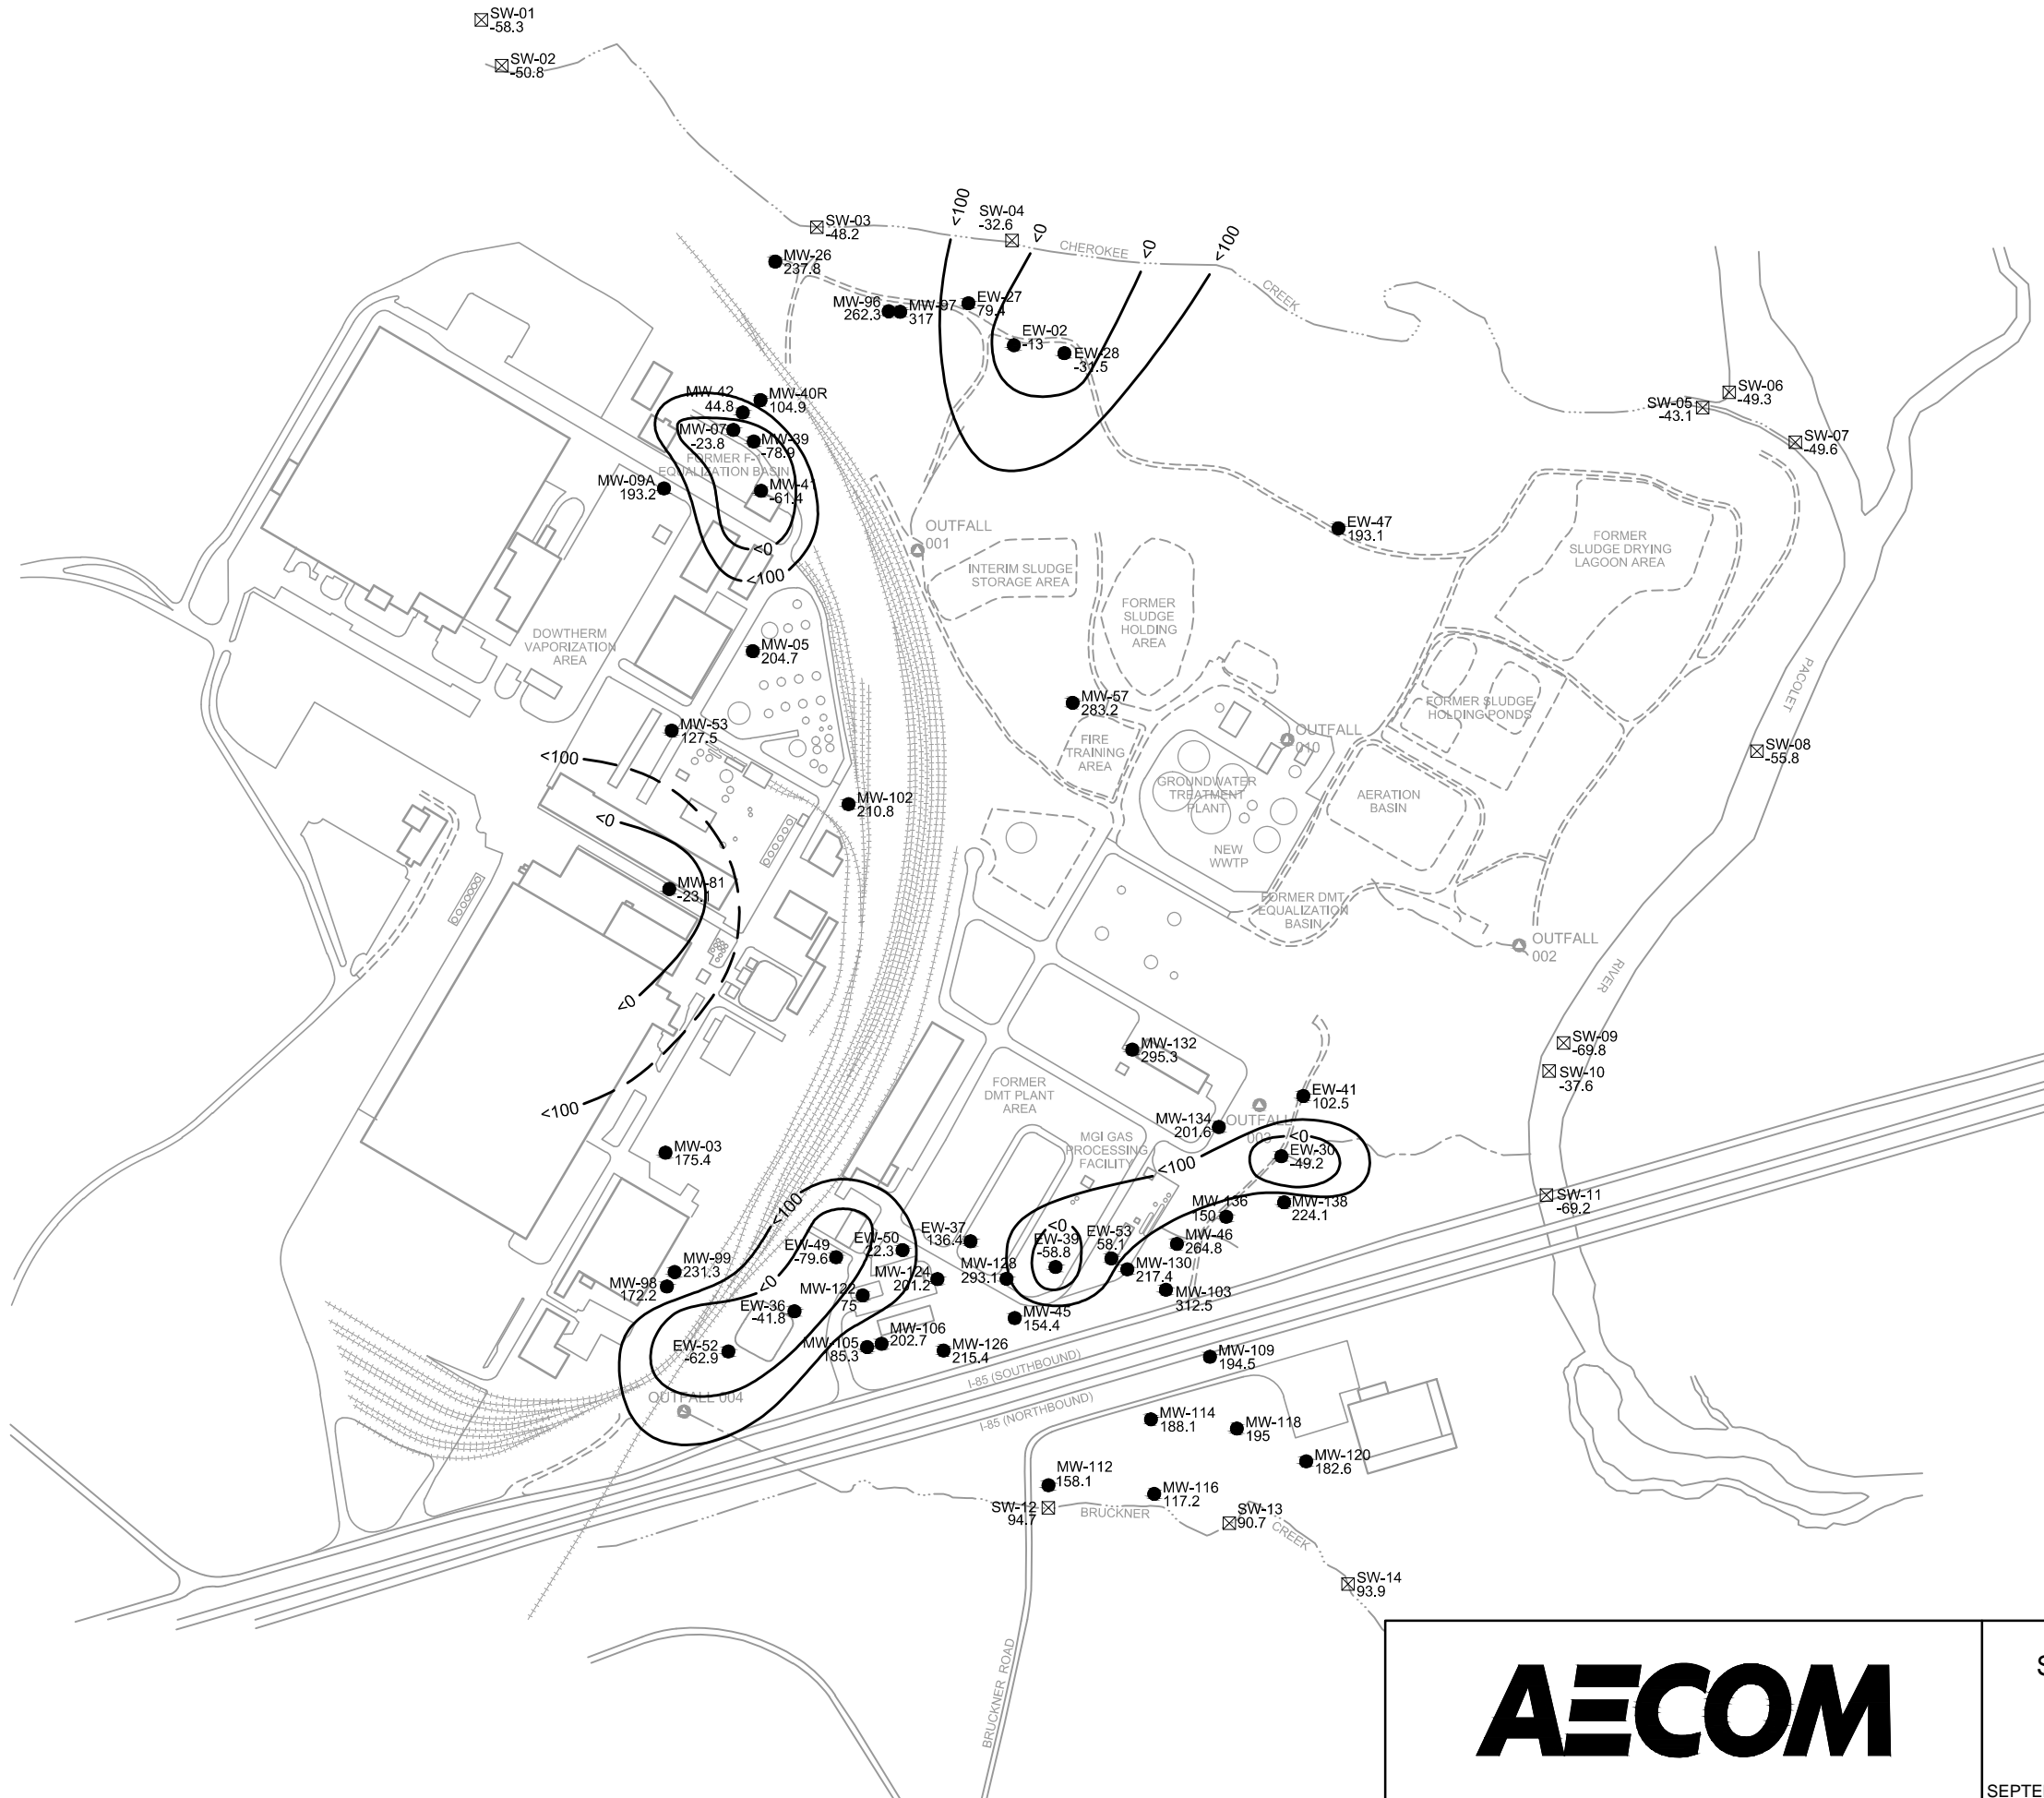 SW-01
-58.3
SW-02
-50.8
SW-03
-48.2
<100
SW-04
-32.6
<0
CHEROKEE
<0
<100
CREEK
MW-26
237.8
MW-96
262.3
MW-97
317
EW-27
79.4
EW-02
-13
EW-28
-31.5
SW-06
-49.3
SW-05
-43.1
SW-07
-49.6
MW-42
44.8
MW-40R
104.9
MW-07
-23.8
MW-39
-78.9
FORMER F-1
EQUALIZATION BASIN
MW-41
-61.4
MW-09A
193.2
<0
<100
OUTFALL
001
INTERIM SLUDGE
STORAGE AREA
EW-47
193.1
FORMER
SLUDGE DRYING
LAGOON AREA
FORMER
SLUDGE
HOLDING
AREA
DOWTHERM
VAPORIZATION
AREA
MW-05
204.7
PACOLET
MW-57
283.2
FORMER SLUDGE
HOLDING PONDS
MW-53
127.5
<100
FIRE
TRAINING
AREA
OUTFALL
010
SW-08
-55.8
GROUNDWATER
TREATMENT
PLANT
AERATION
BASIN
MW-102
210.8
<0
NEW
WWTP
MW-81
-23.1
FORMER DMT
EQUALIZATION
BASIN
OUTFALL
002
RIVER
<0
SW-09
-69.8
SW-10
-37.6
MW-132
295.3
FORMER
DMT PLANT
AREA
<100
EW-41
102.5
OUTFALL
003
MW-134
201.6
MGI GAS
PROCESSING
FACILITY
<100
<0
EW-30
-49.2
MW-03
175.4
SW-11
-69.2
<100
MW-138
224.1
MW-136
150
EW-37
136.4
<0
EW-39
-58.8
EW-53
58.1
MW-46
264.8
EW-49
-79.6
EW-50
22.3
MW-99
231.3
MW-98
172.2
<0
MW-124
201.2
MW-128
293.1
MW-130
217.4
MW-122
75
MW-103
312.5
EW-36
-41.8
MW-45
154.4
EW-52
-62.9
MW-105
185.3
MW-106
202.7
MW-126
215.4
MW-109
194.5
I-85 (SOUTHBOUND)
I-85 (NORTHBOUND)
OUTFALL 004
MW-114
188.1
MW-118
195
MW-120
182.6
MW-112
158.1
MW-116
117.2
SW-12
94.7
BRUCKNER
SW-13
90.7
CREEK
SW-14
93.9
BRUCKNER ROAD
AECOM
S
SEPTE